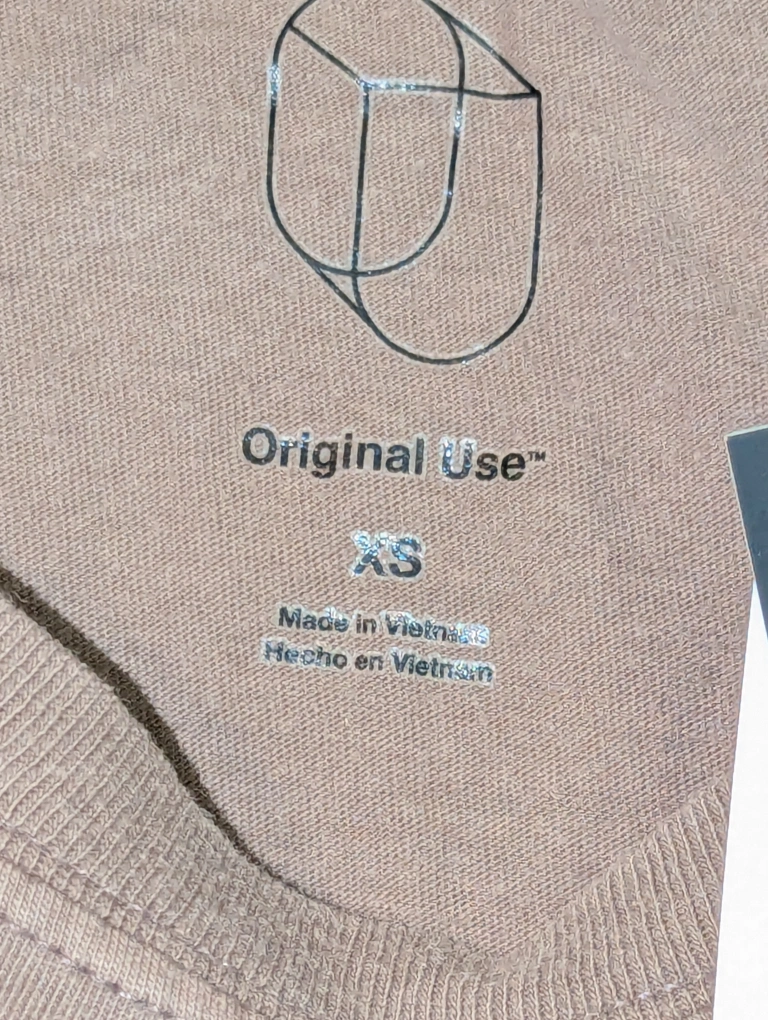 Original Use™
XS
Made in Vietnam
Hecho en Vietnam